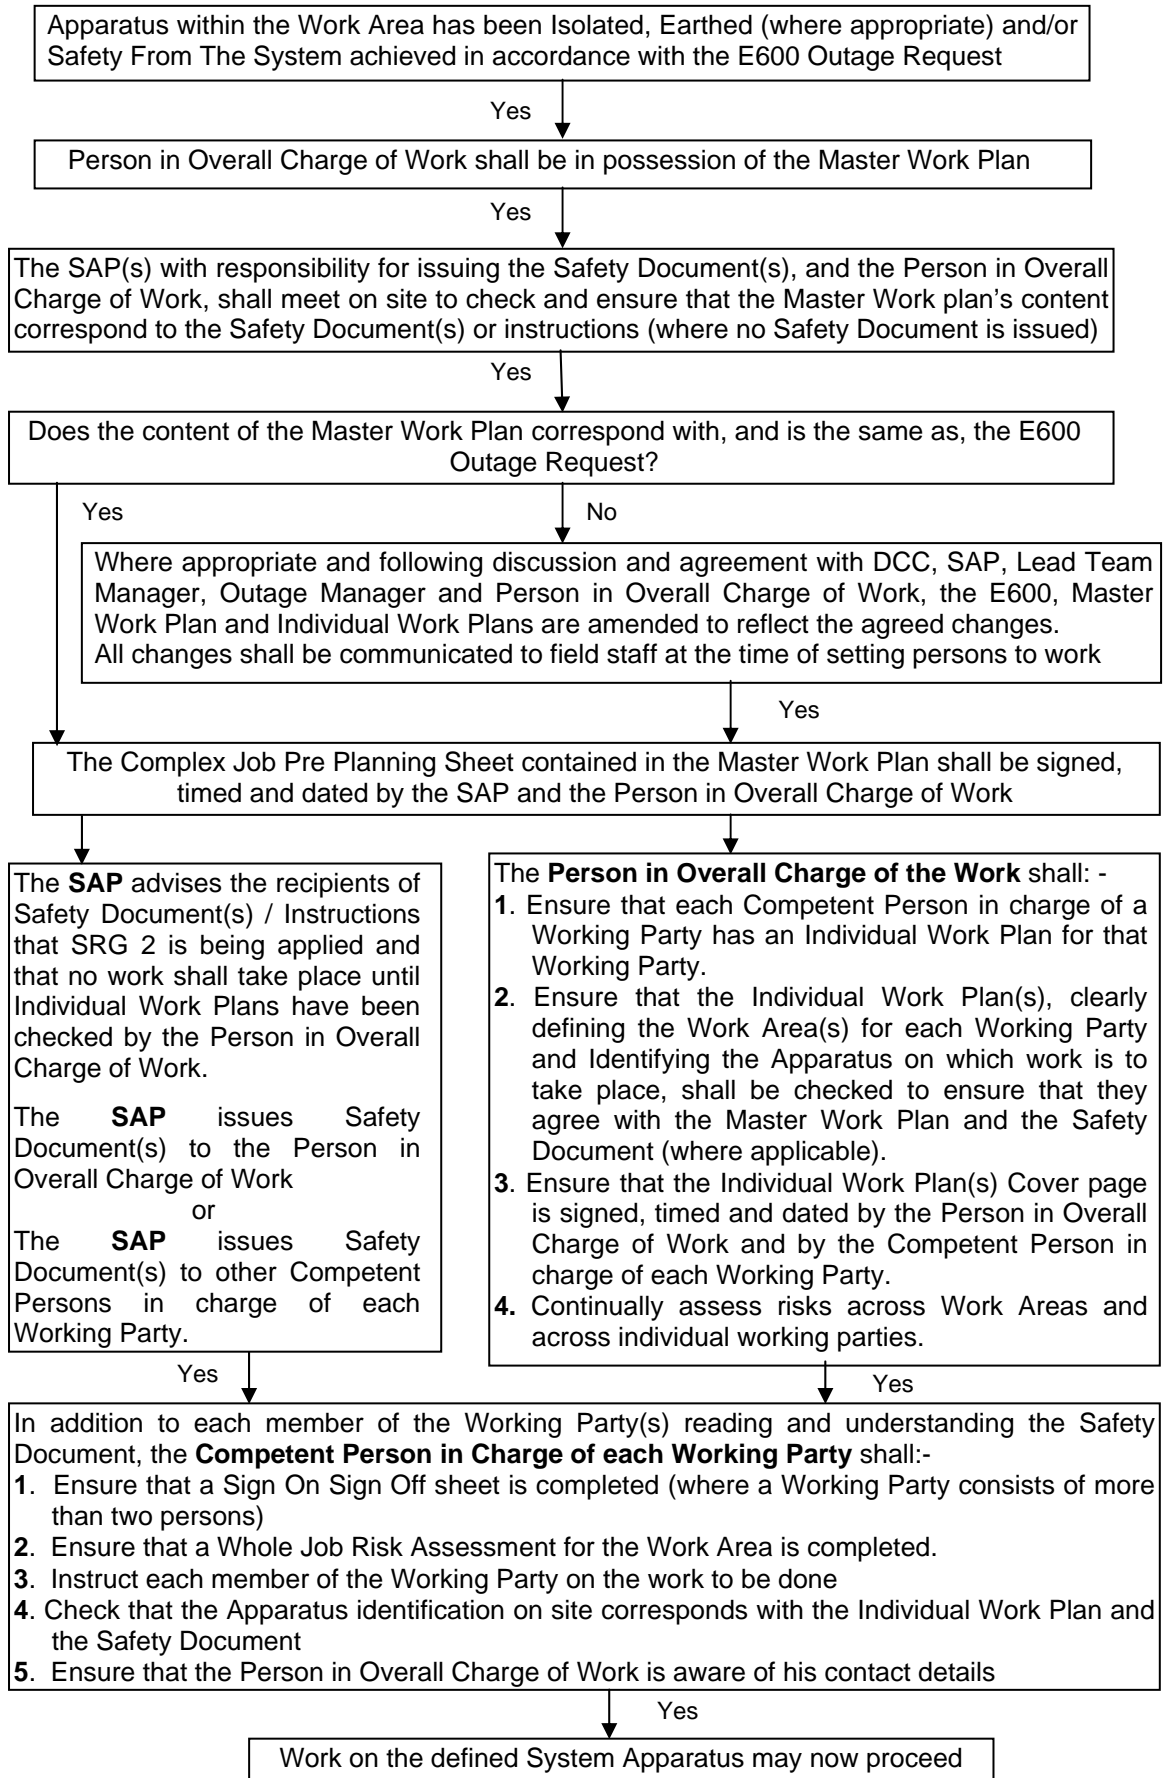 Apparatus within the Work Area has been Isolated, Earthed (where appropriate) and/or
Safety From The System achieved in accordance with the E600 Outage Request
Yes
Person in Overall Charge of Work shall be in possession of the Master Work Plan
Yes
The SAP(s) with responsibility for issuing the Safety Document(s), and the Person in Overall
Charge of Work, shall meet on site to check and ensure that the Master Work plan's content
correspond to the Safety Document(s) or instructions (where no Safety Document is issued)
Yes
Does the content of the Master Work Plan correspond with, and is the same as, the E600
Outage Request?
Yes
No
Where appropriate and following discussion and agreement with DCC, SAP, Lead Team
Manager, Outage Manager and Person in Overall Charge of Work, the E600, Master
Work Plan and Individual Work Plans are amended to reflect the agreed changes.
All changes shall be communicated to field staff at the time of setting persons to work
Yes
The Complex Job Pre Planning Sheet contained in the Master Work Plan shall be signed,
timed and dated by the SAP and the Person in Overall Charge of Work
The SAP advises the recipients of
Safety Document(s) / Instructions
that SRG 2 is being applied and
that no work shall take place until
Individual Work Plans have been
checked by the Person in Overall
Charge of Work.
The SAP issues Safety
Document(s) to the Person in
Overall Charge of Work
or
The SAP issues Safety
Document(s) to other Competent
Persons in charge of each
Working Party.
Yes
The Person in Overall Charge of the Work shall: -
1. Ensure that each Competent Person in charge of a
Working Party has an Individual Work Plan for that
Working Party.
2. Ensure that the Individual Work Plan(s), clearly
defining the Work Area(s) for each Working Party
and Identifying the Apparatus on which work is to
take place, shall be checked to ensure that they
agree with the Master Work Plan and the Safety
Document (where applicable).
3. Ensure that the Individual Work Plan(s) Cover page
is signed, timed and dated by the Person in Overall
Charge of Work and by the Competent Person in
charge of each Working Party.
4. Continually assess risks across Work Areas and
across individual working parties.
Yes
In addition to each member of the Working Party(s) reading and understanding the Safety
Document, the Competent Person in Charge of each Working Party shall:-
1. Ensure that a Sign On Sign Off sheet is completed (where a Working Party consists of more
than two persons)
2. Ensure that a Whole Job Risk Assessment for the Work Area is completed.
3. Instruct each member of the Working Party on the work to be done
4. Check that the Apparatus identification on site corresponds with the Individual Work Plan and
the Safety Document
5. Ensure that the Person in Overall Charge of Work is aware of his contact details
Yes
Work on the defined System Apparatus may now proceed